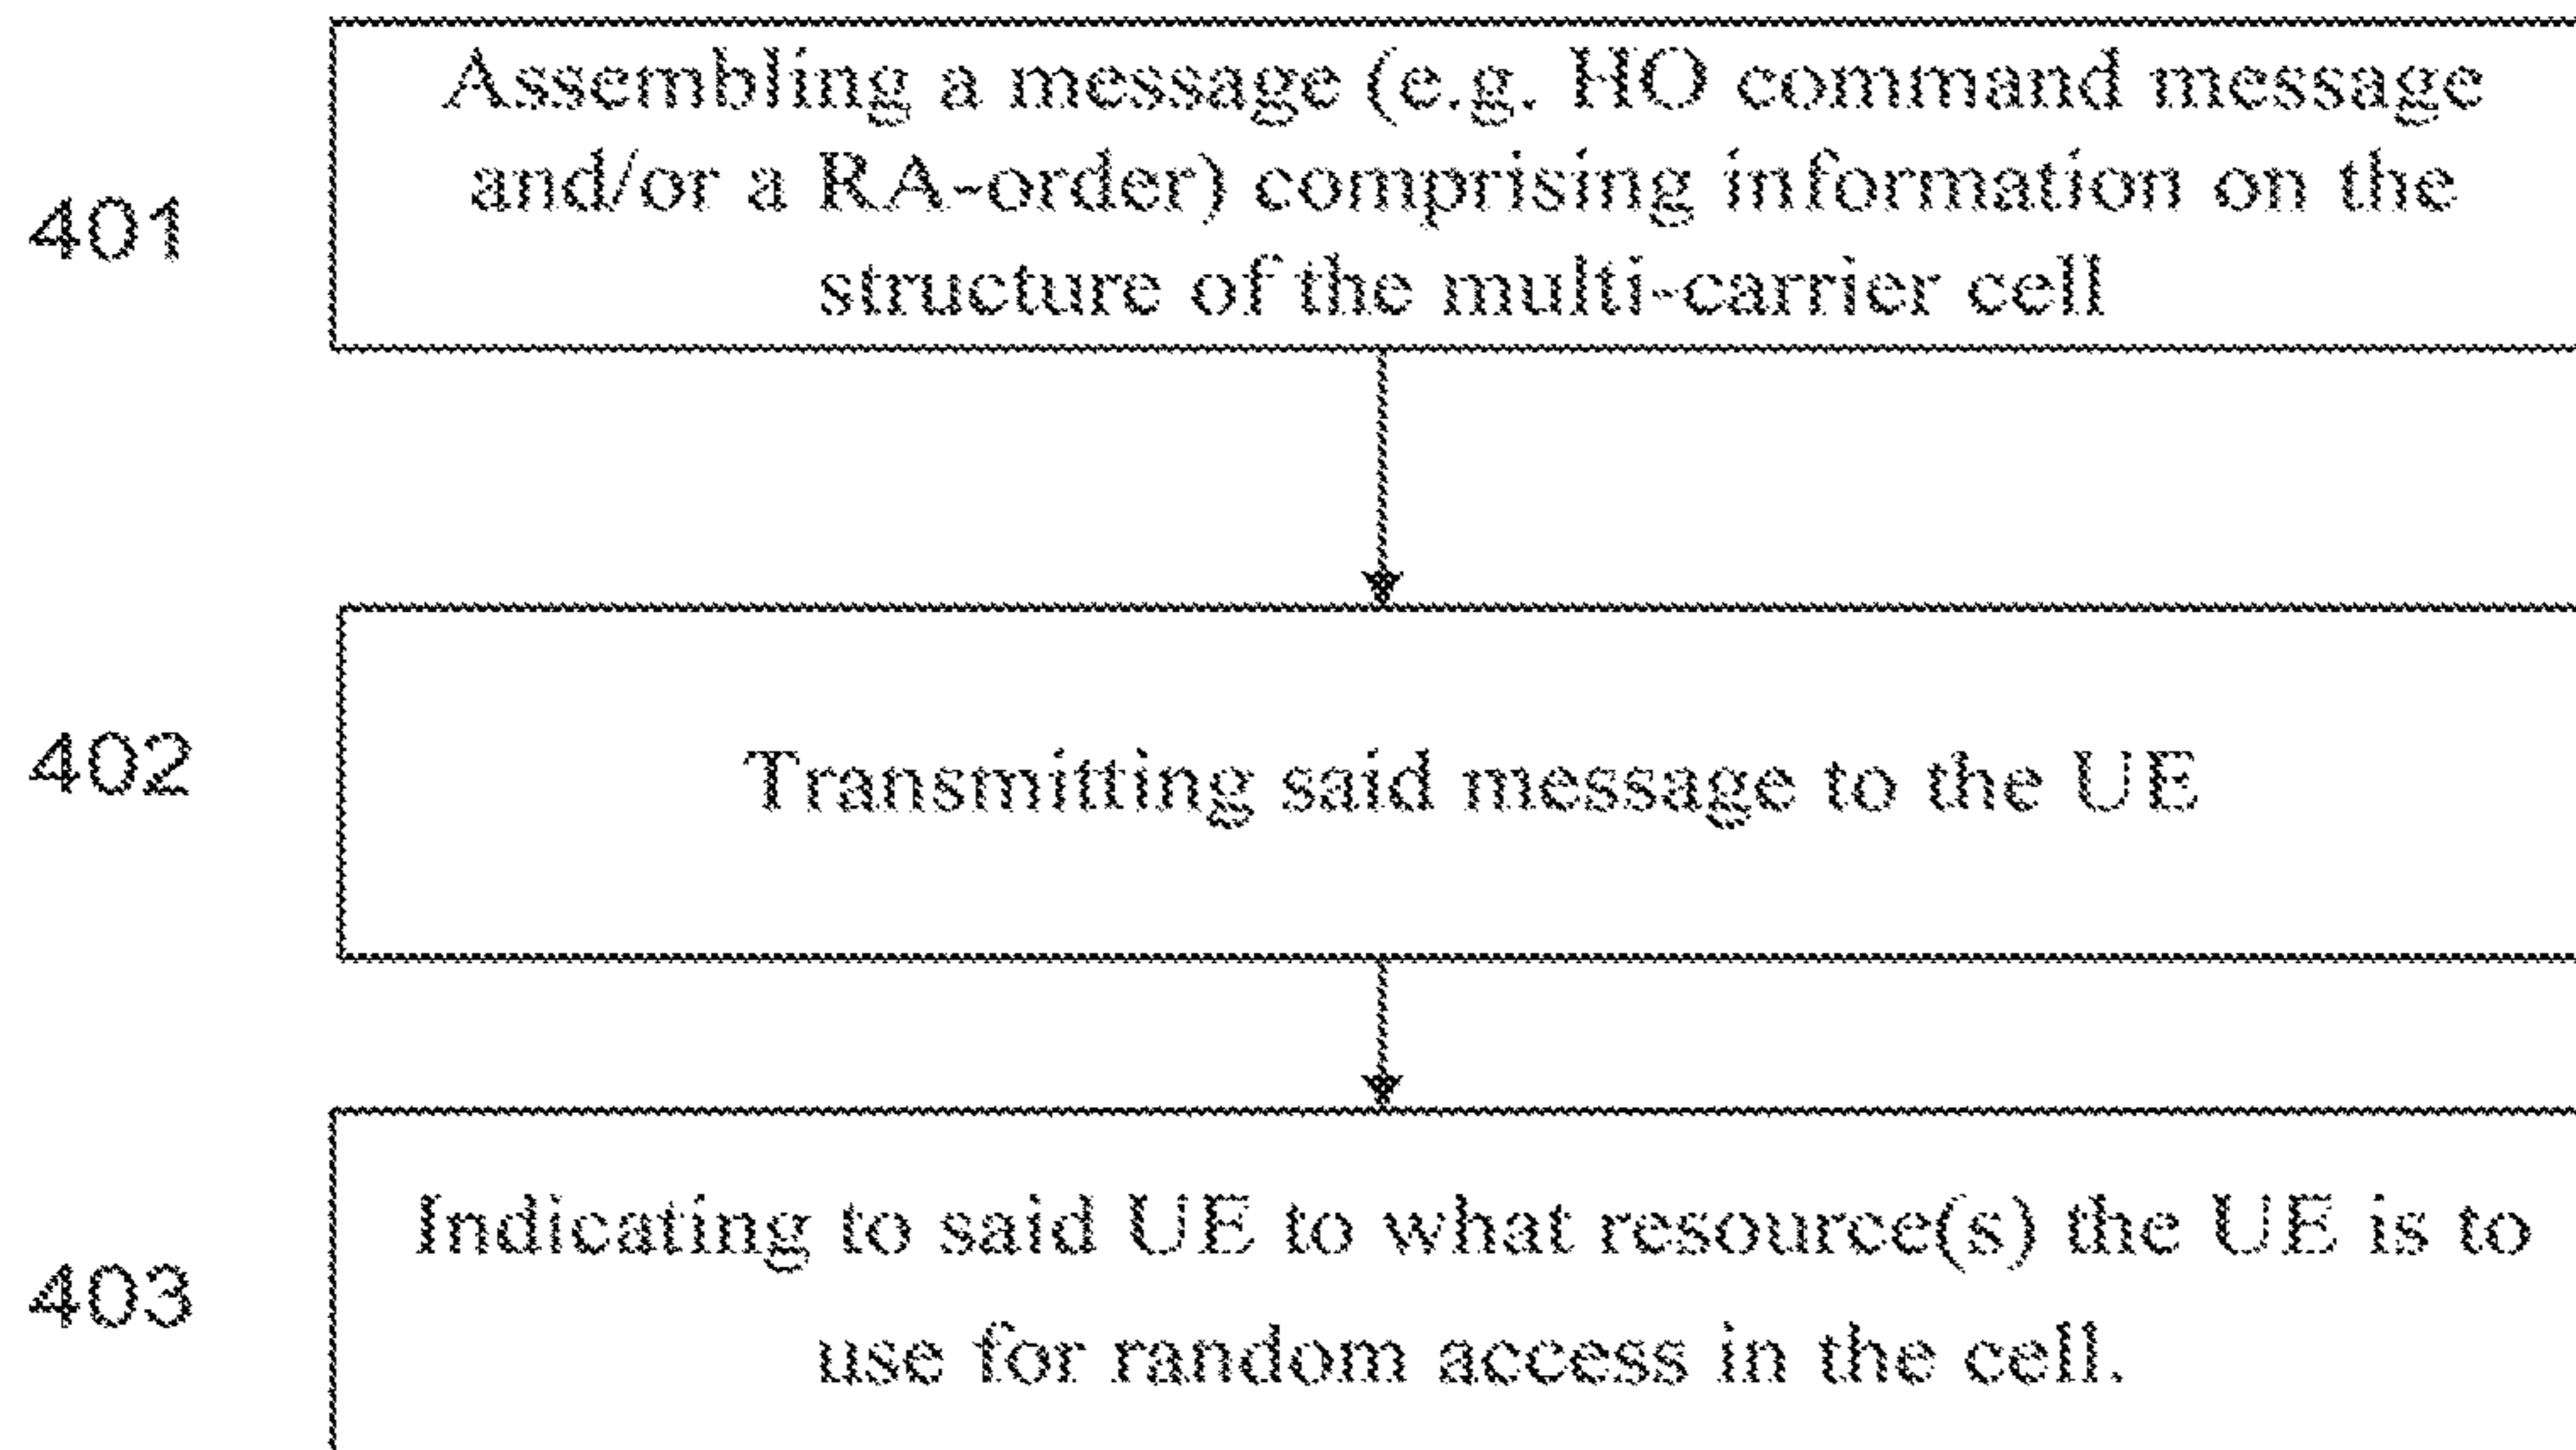 Assembling a message (e.g. HO command message
and/or a RA-order) comprising information on the
401
structure of the multi-carrier cell
402
Transmitting said message to the UE
Indicating to said UE to what resource(s) the UE is to
403
use for random access in the cell.